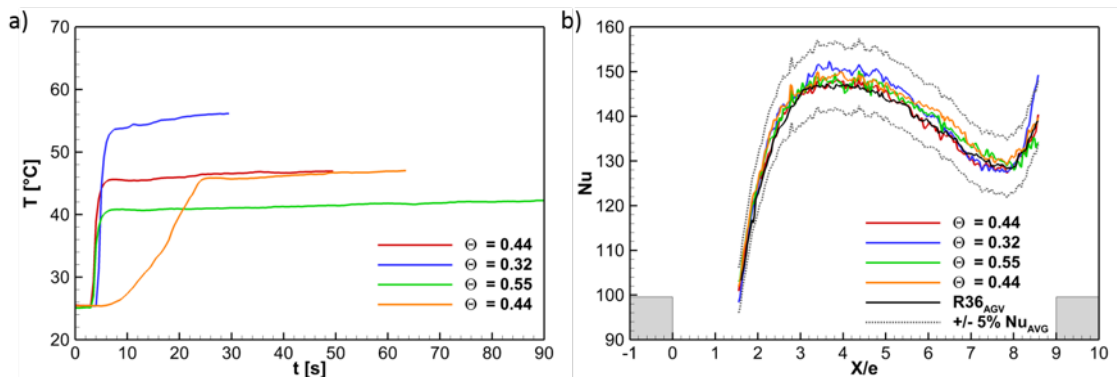 a)
T [°C]
70
60
50
40
30
20
0 10 20 30 40 50 60 70 80 90
t [s]
Θ = 0.44
Θ = 0.32
Θ = 0.55
Θ = 0.44
b)
Nu
160
150
140
130
120
110
100
90
-1 0 1 2 3 4 5 6 7 8 9 10
X/e
Θ = 0.44
Θ = 0.32
Θ = 0.55
Θ = 0.44
R36AGV
+/- 5% NuAVG